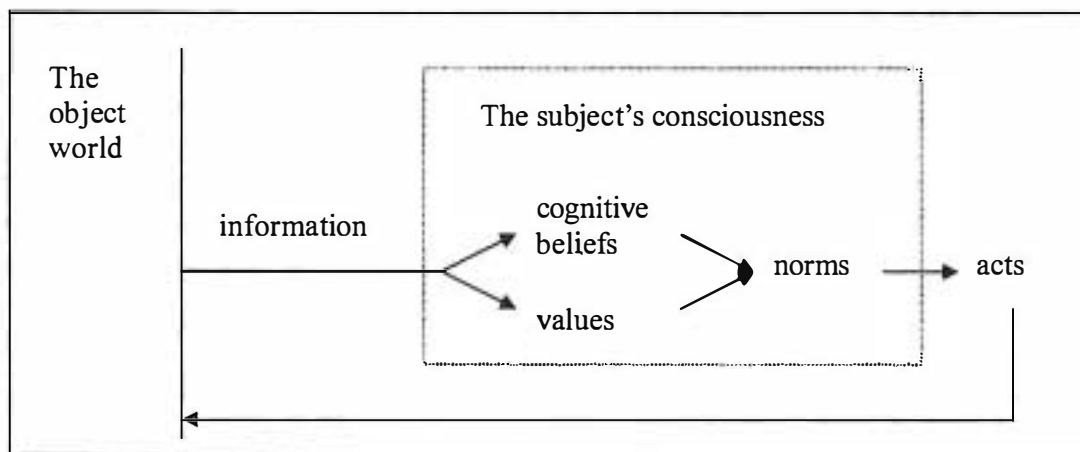 The
object
world
The subject's consciousness
information
cognitive
beliefs
values
norms
acts